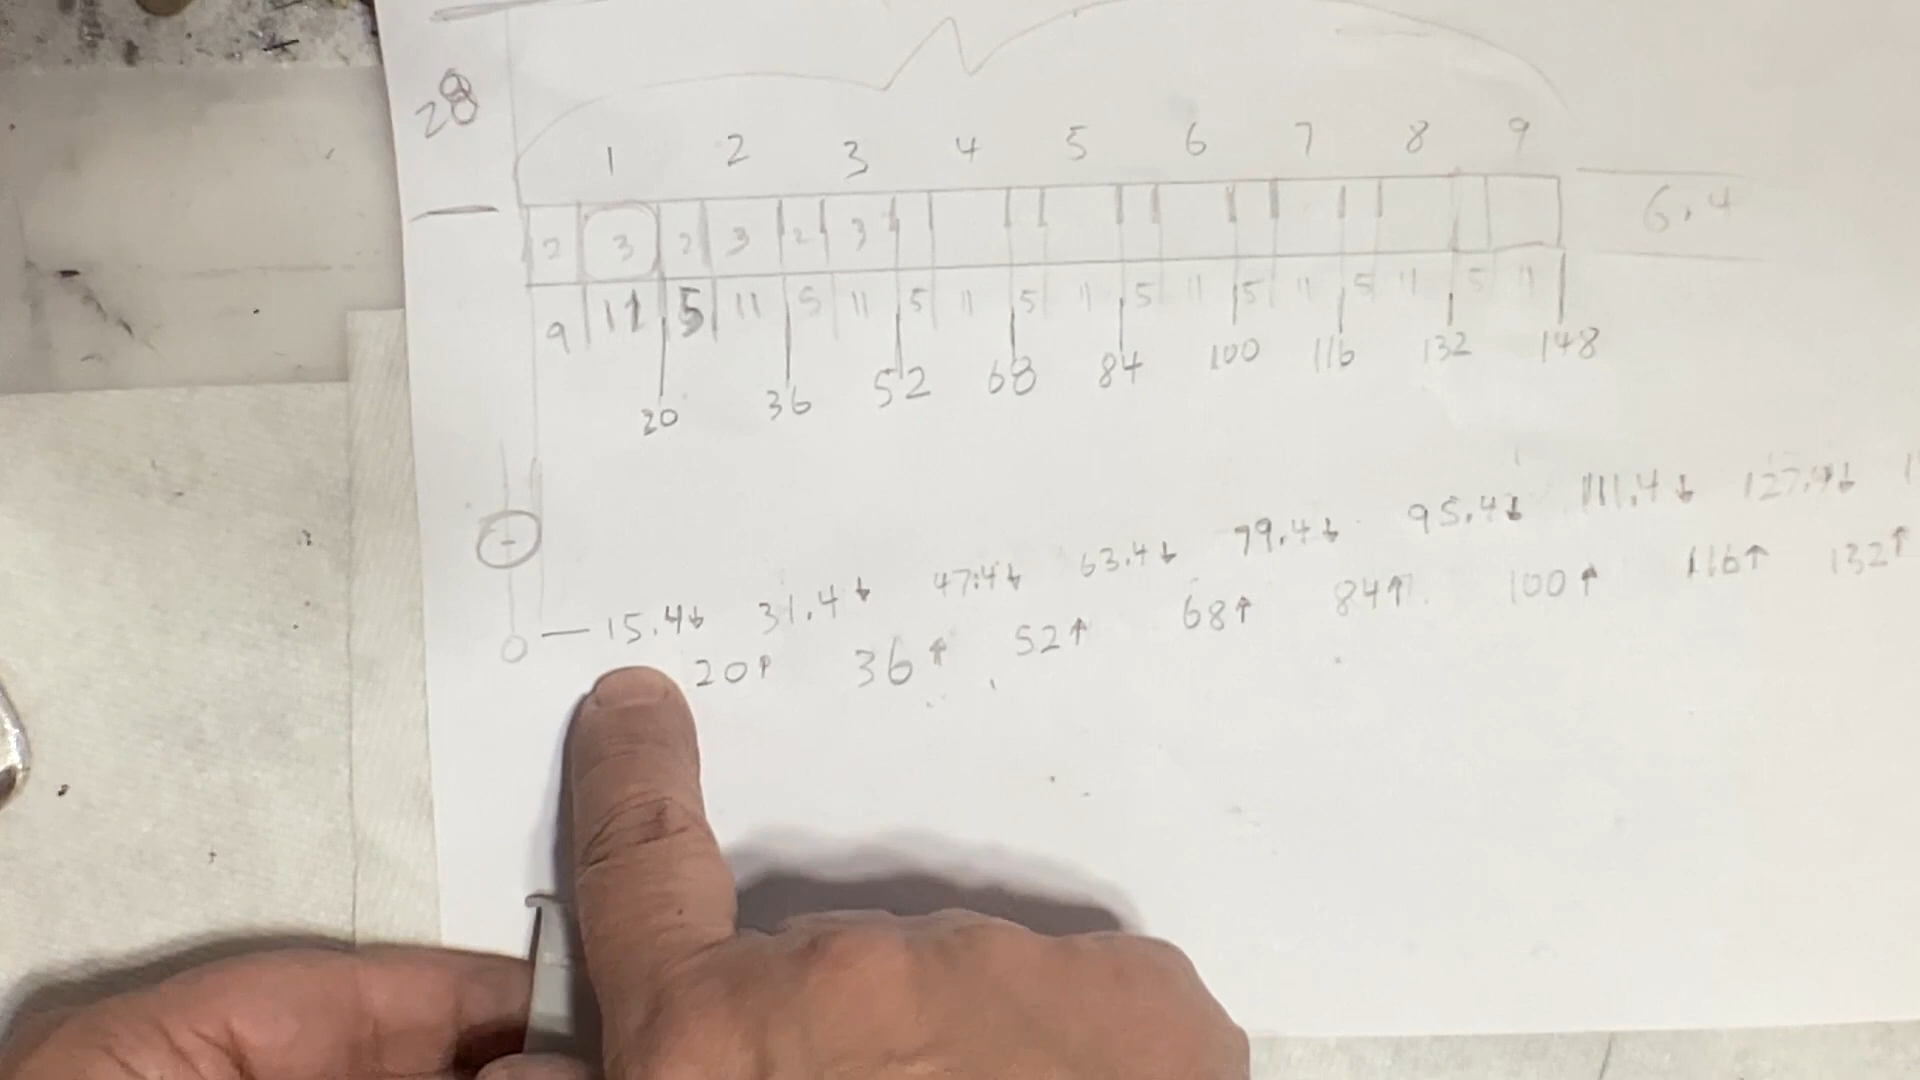 28
1 2 3 4 5 6 7 8 9
2 3 2 3 2 3 6.4
9 11 5 11 5 11 5 11 5 11 5 11 5 11 5 11 5 11
20 36 52 68 84 100 116 132 148
15.4↓ 31.4↓ 47.4↓ 63.4↓ 79.4↓ 95.4↓ 111.4↓ 127.4↓
20↑ 36↑ 52↑ 68↑ 84↑ 100↑ 116↑ 132↑